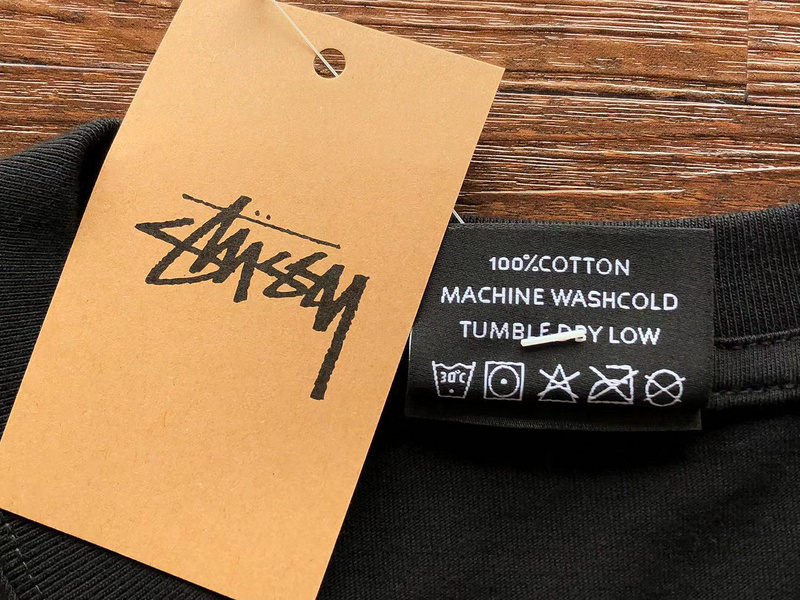 Stüssy
100%COTTON
MACHINE WASHCOLD
TUMBLE DRY LOW
30°C